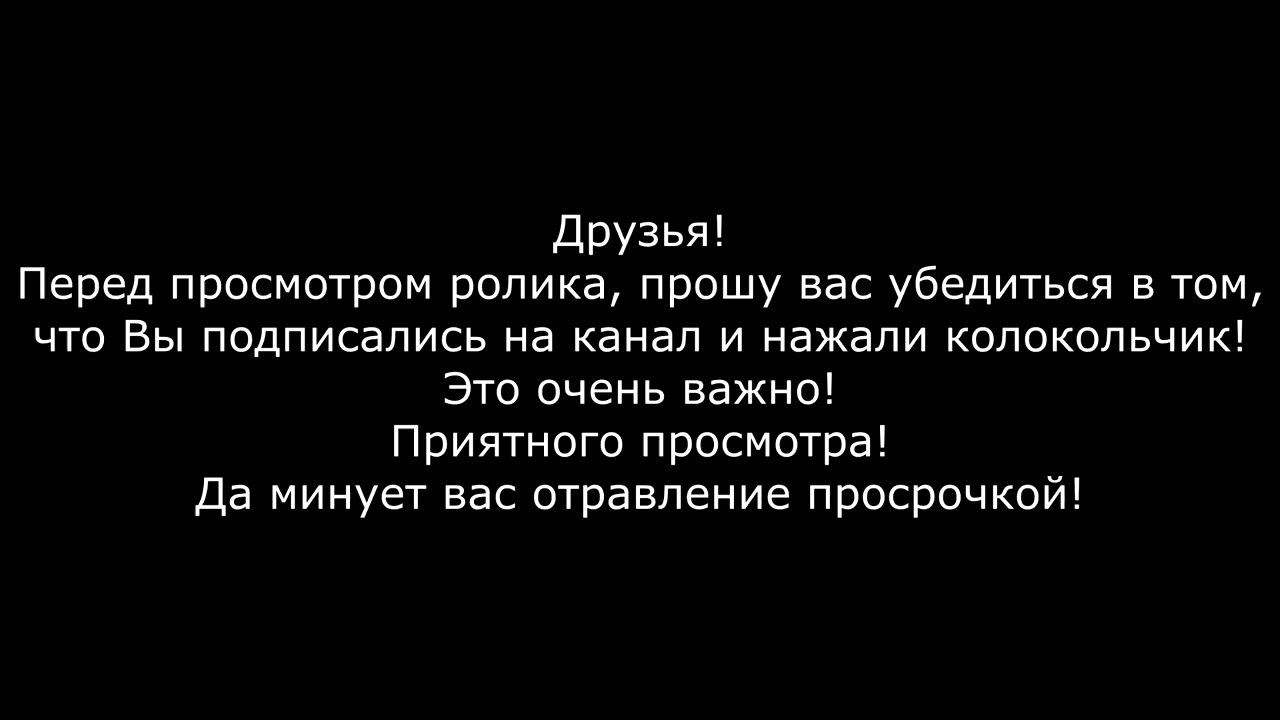 Друзья!
Перед просмотром ролика, прошу вас убедиться в том,
что Вы подписались на канал и нажали колокольчик!
Это очень важно!
Приятного просмотра!
Да минует вас отравление просрочкой!